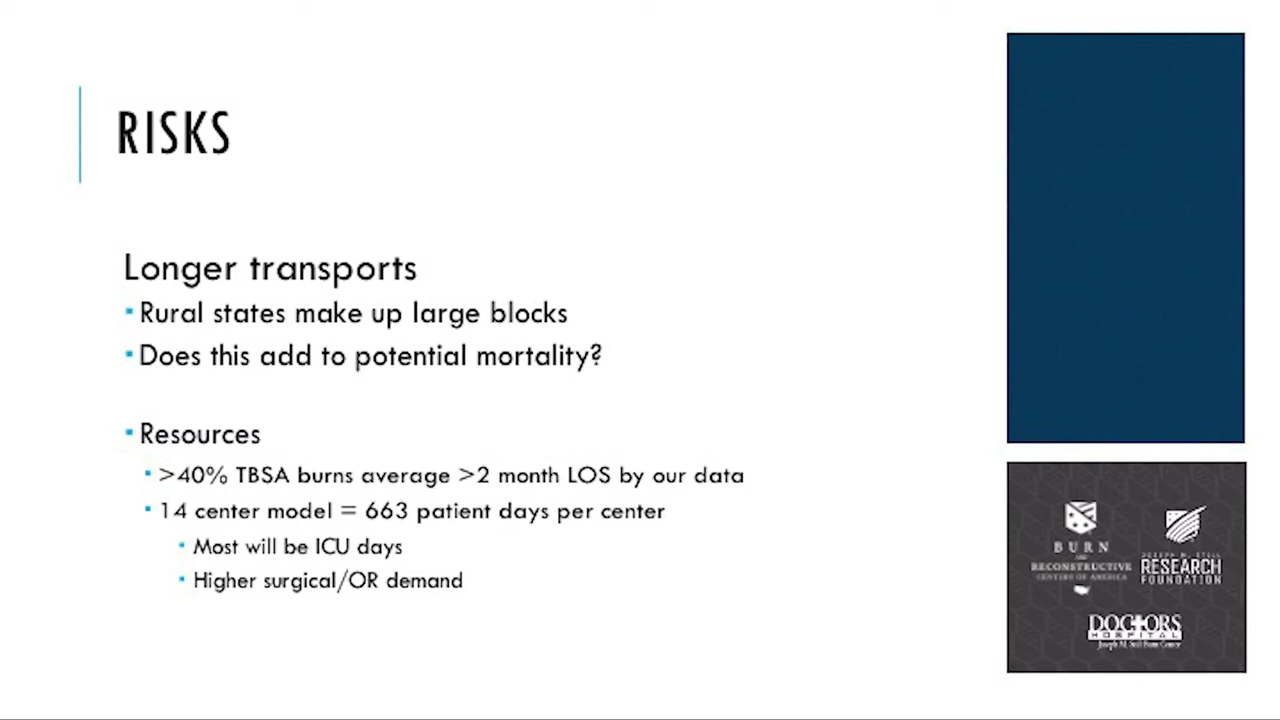 RISKS
Longer transports
▪ Rural states make up large blocks
▪ Does this add to potential mortality?
▪ Resources
▪ >40% TBSA burns average >2 month LOS by our data
▪ 14 center model = 663 patient days per center
▪ Most will be ICU days
▪ Higher surgical/OR demand
BURN
AND
RECONSTRUCTIVE
CENTERS OF AMERICA
JOSEPH M. STILL
RESEARCH
FOUNDATION
DOCTORS
HOSPITAL
Joseph M. Still Burn Center